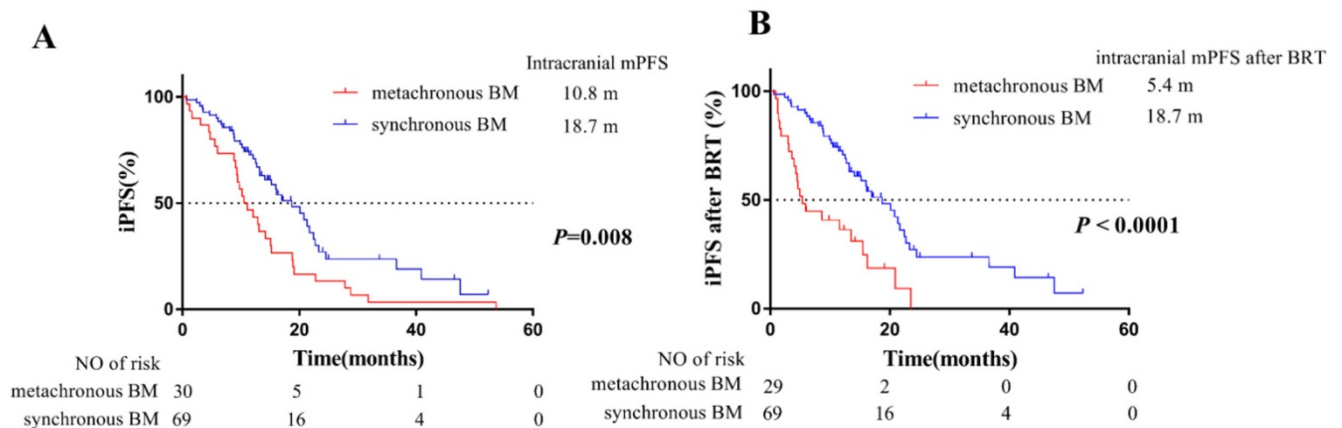 A
Intracranial mPFS
metachronous BM 10.8 m
synchronous BM 18.7 m
100
50
0
iPFS(%)
P=0.008
0 20 40 60
Time(months)
NO of risk
metachronous BM 30 5 1 0
synchronous BM 69 16 4 0
B
intracranial mPFS after BRT
metachronous BM 5.4 m
synchronous BM 18.7 m
100
50
0
iPFS after BRT (%)
P < 0.0001
0 20 40 60
Time(months)
NO of risk
metachronous BM 29 2 0 0
synchronous BM 69 16 4 0